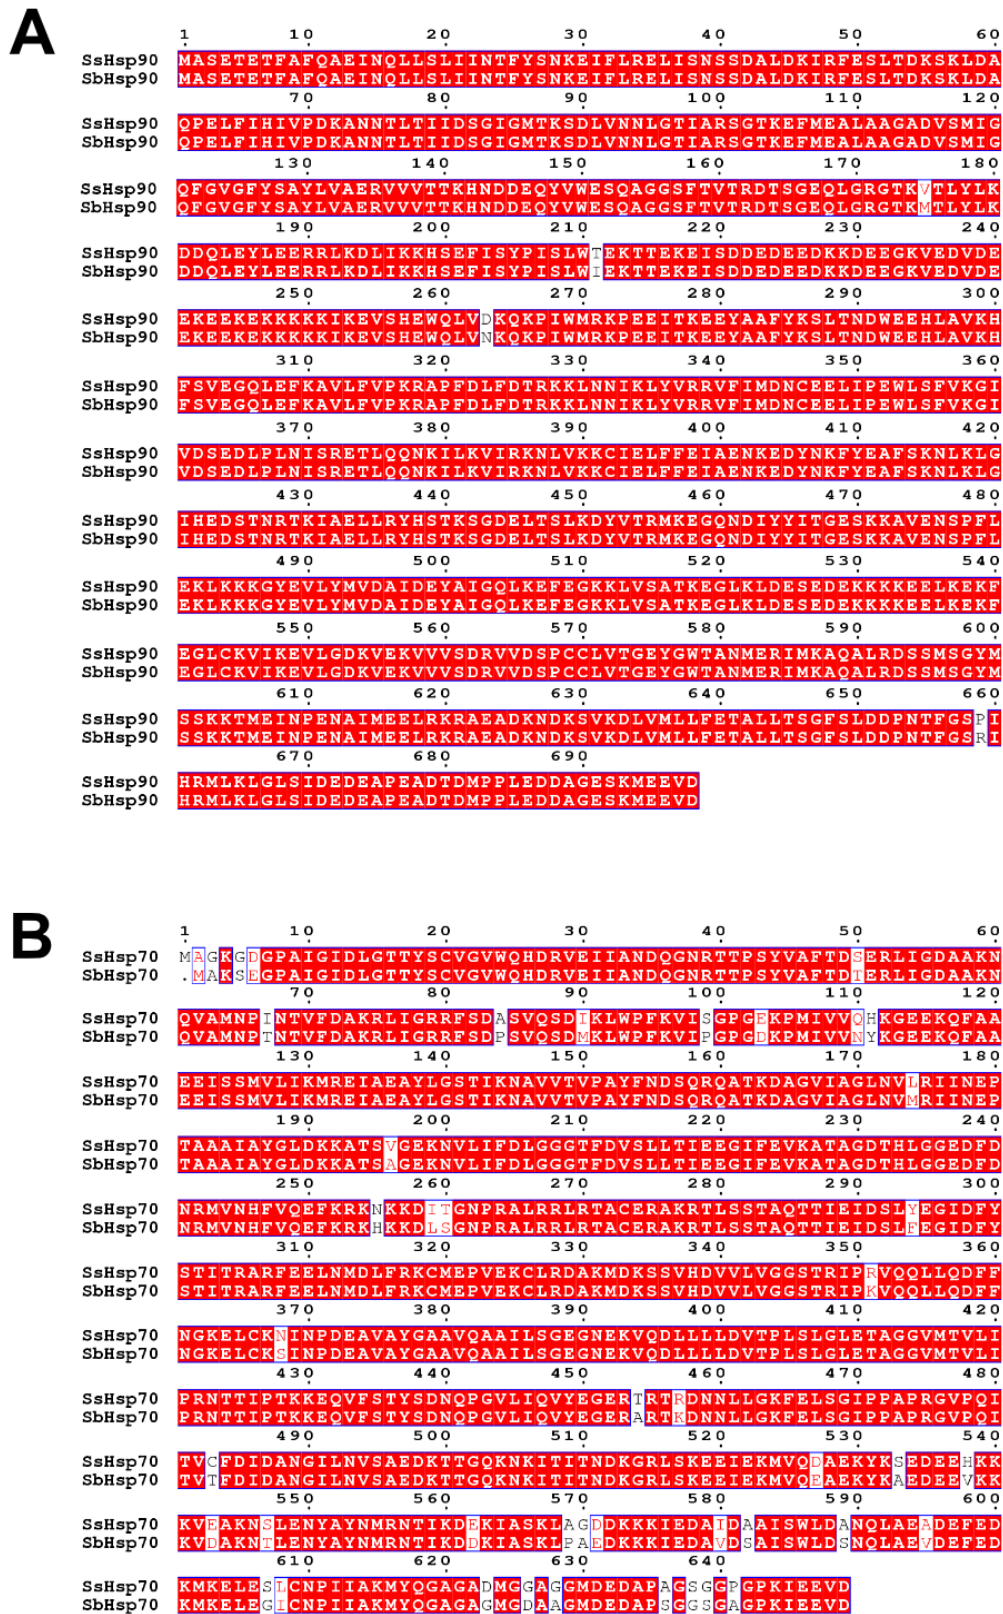 A
1 10 20 30 40 50 60
SsHsp90 MASETETFAFQAEINQLLSLIINTFYSNKEIFLRELISNSSDALDKIRFESLTDKSKLDA
SbHsp90 MASETETFAFQAEINQLLSLIINTFYSNKEIFLRELISNSSDALDKIRFESLTDKSKLDA
70 80 90 100 110 120
SsHsp90 QPELFIHIVPDKANNTLTIIDSGIGMTKSDLVNNLGTIARSGTKEFMEALAAGADVSMIG
SbHsp90 QPELFIHIVPDKANNTLTIIDSGIGMTKSDLVNNLGTIARSGTKEFMEALAAGADVSMIG
130 140 150 160 170 180
SsHsp90 QFGVGFYSAYLVAERVVVTTKHNDDEQYVWESQAGGSFTVTRDTSGEQLGRGTKVTLYLK
SbHsp90 QFGVGFYSAYLVAERVVVTTKHNDDEQYVWESQAGGSFTVTRDTSGEQLGRGTKMTLYLK
190 200 210 220 230 240
SsHsp90 DDQLEYLEERRLKDLIKKHSEFISYPISLWTEKTTEKEISDDEDEEDKKDEEGKVEDVDE
SbHsp90 DDQLEYLEERRLKDLIKKHSEFISYPISLWIEKTTEKEISDDEDEEDKKDEEGKVEDVDE
250 260 270 280 290 300
SsHsp90 EKEEKEKKKKKIKEVSHEWQLVDKQKPIWMRKPEEITKEEYAAFYKSLTNDWEEHLAVKH
SbHsp90 EKEEKEKKKKKIKEVSHEWQLVNKQKPIWMRKPEEITKEEYAAFYKSLTNDWEEHLAVKH
310 320 330 340 350 360
SsHsp90 FSVEGQLEFKAVLFVPKRAPFDLFDTRKKLNNIKLYVRRVFIMDNCEELIPEWLSFVKGI
SbHsp90 FSVEGQLEFKAVLFVPKRAPFDLFDTRKKLNNIKLYVRRVFIMDNCEELIPEWLSFVKGI
370 380 390 400 410 420
SsHsp90 VDSEDLPLNISRETLQQNKILKVIRKNLVKKCIELFFEIAENKEDYNKFYEAFSKNLKLG
SbHsp90 VDSEDLPLNISRETLQQNKILKVIRKNLVKKCIELFFEIAENKEDYNKFYEAFSKNLKLG
430 440 450 460 470 480
SsHsp90 IHEDSTNRTKIAELLRYHSTKSGDELTSLKDYVTRMKEGQNDIYYITGESKKAVENSPFL
SbHsp90 IHEDSTNRTKIAELLRYHSTKSGDELTSLKDYVTRMKEGQNDIYYITGESKKAVENSPFL
490 500 510 520 530 540
SsHsp90 EKLKKKGYEVLYMVDAIDEYAIGQLKEFEGKKLVSATKEGLKLDESEDEKKKKEELKEKF
SbHsp90 EKLKKKGYEVLYMVDAIDEYAIGQLKEFEGKKLVSATKEGLKLDESEDEKKKKEELKEKF
550 560 570 580 590 600
SsHsp90 EGLCKVIKEVLGDKVEKVVVSDRVVDSPCCLVTGEYGWTANMERIMKAQALRDSSMSGYM
SbHsp90 EGLCKVIKEVLGDKVEKVVVSDRVVDSPCCLVTGEYGWTANMERIMKAQALRDSSMSGYM
610 620 630 640 650 660
SsHsp90 SSKKTMEINPENAIMEELRKRAEADKNDKSVKDLVMLLFETALLTSGFSLDDPNTFGSPI
SbHsp90 SSKKTMEINPENAIMEELRKRAEADKNDKSVKDLVMLLFETALLTSGFSLDDPNTFGSRI
670 680 690
SsHsp90 HRMLKLGLSIDEDEAPEADTDMPPLEDDAGESKMEEVD
SbHsp90 HRMLKLGLSIDEDEAPEADTDMPPLEDDAGESKMEEVD
B
1 10 20 30 40 50 60
SsHsp70 MAGKGDGPAIGIDLGTTYSCVGVWQHDRVEIIANDQGNRTTPSYVAFTDSERLIGDAAKN
SbHsp70 .MAKSEGPAIGIDLGTTYSCVGVWQHDRVEIIANDQGNRTTPSYVAFTDTERLIGDAAKN
70 80 90 100 110 120
SsHsp70 QVAMNPINTVFDAKRLIGRRFSDASVQSDIKLWPFKVISGPGEKPMIVVQHKGEEKQFAA
SbHsp70 QVAMNPTNTVFDAKRLIGRRFSDPSVQSDMKLWPFKVIPGPGDKPMIVVNYKGEEKQFAA
130 140 150 160 170 180
SsHsp70 EEISSMVLIKMREIAEAYLGSTIKNAVVTVPAYFNDSQRQATKDAGVIAGLNVLRIINEP
SbHsp70 EEISSMVLIKMREIAEAYLGSTIKNAVVTVPAYFNDSQRQATKDAGVIAGLNVMRIINEP
190 200 210 220 230 240
SsHsp70 TAAAIAYGLDKKATSVGEKNVLIFDLGGGTFDVSLLTIEEGIFEVKATAGDTHLGGEDFD
SbHsp70 TAAAIAYGLDKKATSAGEKNVLIFDLGGGTFDVSLLTIEEGIFEVKATAGDTHLGGEDFD
250 260 270 280 290 300
SsHsp70 NRMVNHFVQEFKRKNKKDITGNPRALRRLRTACERAKRTLSSTAQTTIEIDSLYEGIDFY
SbHsp70 NRMVNHFVQEFKRKHKKDLSGNPRALRRLRTACERAKRTLSSTAQTTIEIDSLFEGIDFY
310 320 330 340 350 360
SsHsp70 STITRARFEELNMDLFRKCMEPVEKCLRDAKMDKSSVHDVVLVGGSTRIPRVQQLLQDFF
SbHsp70 STITRARFEELNMDLFRKCMEPVEKCLRDAKMDKSSVHDVVLVGGSTRIPKVQQLLQDFF
370 380 390 400 410 420
SsHsp70 NGKELCKNINPDEAVAYGAAVQAAILSGEGNEKVQDLLLLDVTPLSLGLETAGGVMTVLI
SbHsp70 NGKELCKSINPDEAVAYGAAVQAAILSGEGNEKVQDLLLLDVTPLSLGLETAGGVMTVLI
430 440 450 460 470 480
SsHsp70 PRNTTIPTKKEQVFSTYSDNQPGVLIQVYEGERTRTRDNNLLGKFELSGIPPAPRGVPQI
SbHsp70 PRNTTIPTKKEQVFSTYSDNQPGVLIQVYEGERARTKDNNLLGKFELSGIPPAPRGVPQI
490 500 510 520 530 540
SsHsp70 TVCFDIDANGILNVSAEDKTTGQKNKITITNDKGRLSKEEIEKMVQDAEKYKSEDEEHKK
SbHsp70 TVTFDIDANGILNVSAEDKTTGQKNKITITNDKGRLSKEEIEKMVQEAEKYKAEDEEVKK
550 560 570 580 590 600
SsHsp70 KVEAKNSLENYAYNMRNTIKDEKIASKLAGDDKKKIEDAIDAAISWLDANQLAEADEFED
SbHsp70 KVDAKNTLENYAYNMRNTIKDDKIASKLPAEDKKKIEDAVDSAISWLDSNQLAEVDEFED
610 620 630 640
SsHsp70 KMKELESLCNPIIAKMYQGAGADMGGAGGMDEDAPAGSGGPGPKIEEVD
SbHsp70 KMKELEGICNPIIAKMYQGAGAGMGDAAGMDEDAPSGGSGAGPKIEEVD